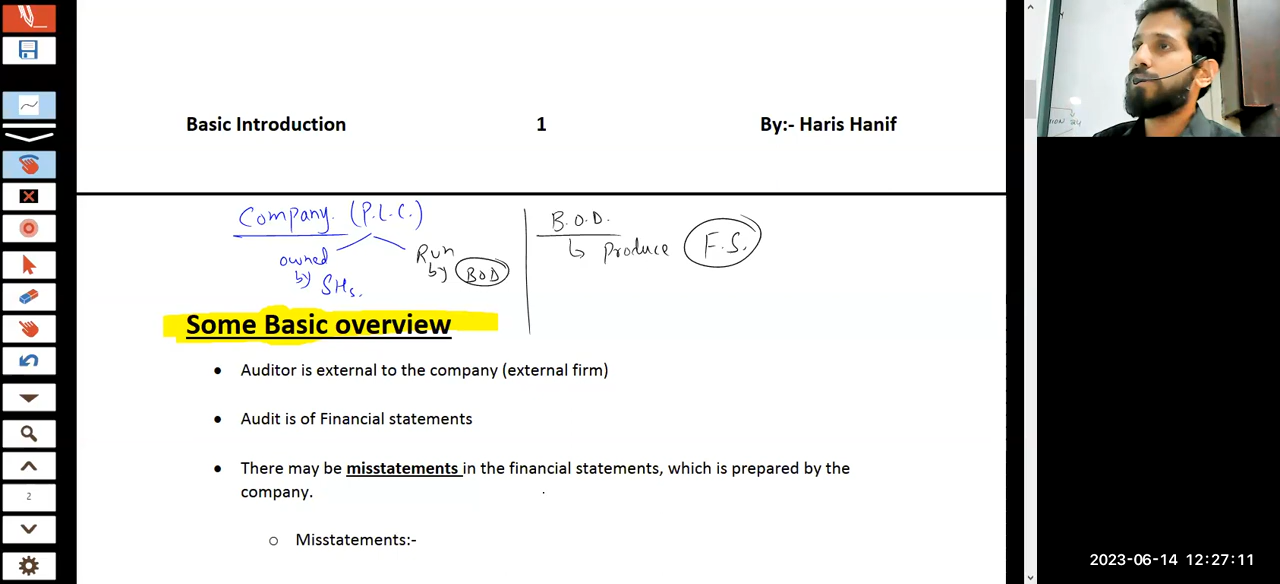 Basic Introduction 1 By:- Haris Hanif
Company. (P.L.C.)
owned
by SHs.
Run
by BOD
B.O.D.
↳ Produce F.S.
Some Basic overview
• Auditor is external to the company (external firm)
• Audit is of Financial statements
• There may be misstatements in the financial statements, which is prepared by the
company.
o Misstatements:-
2
2023-06-14 12:27:11